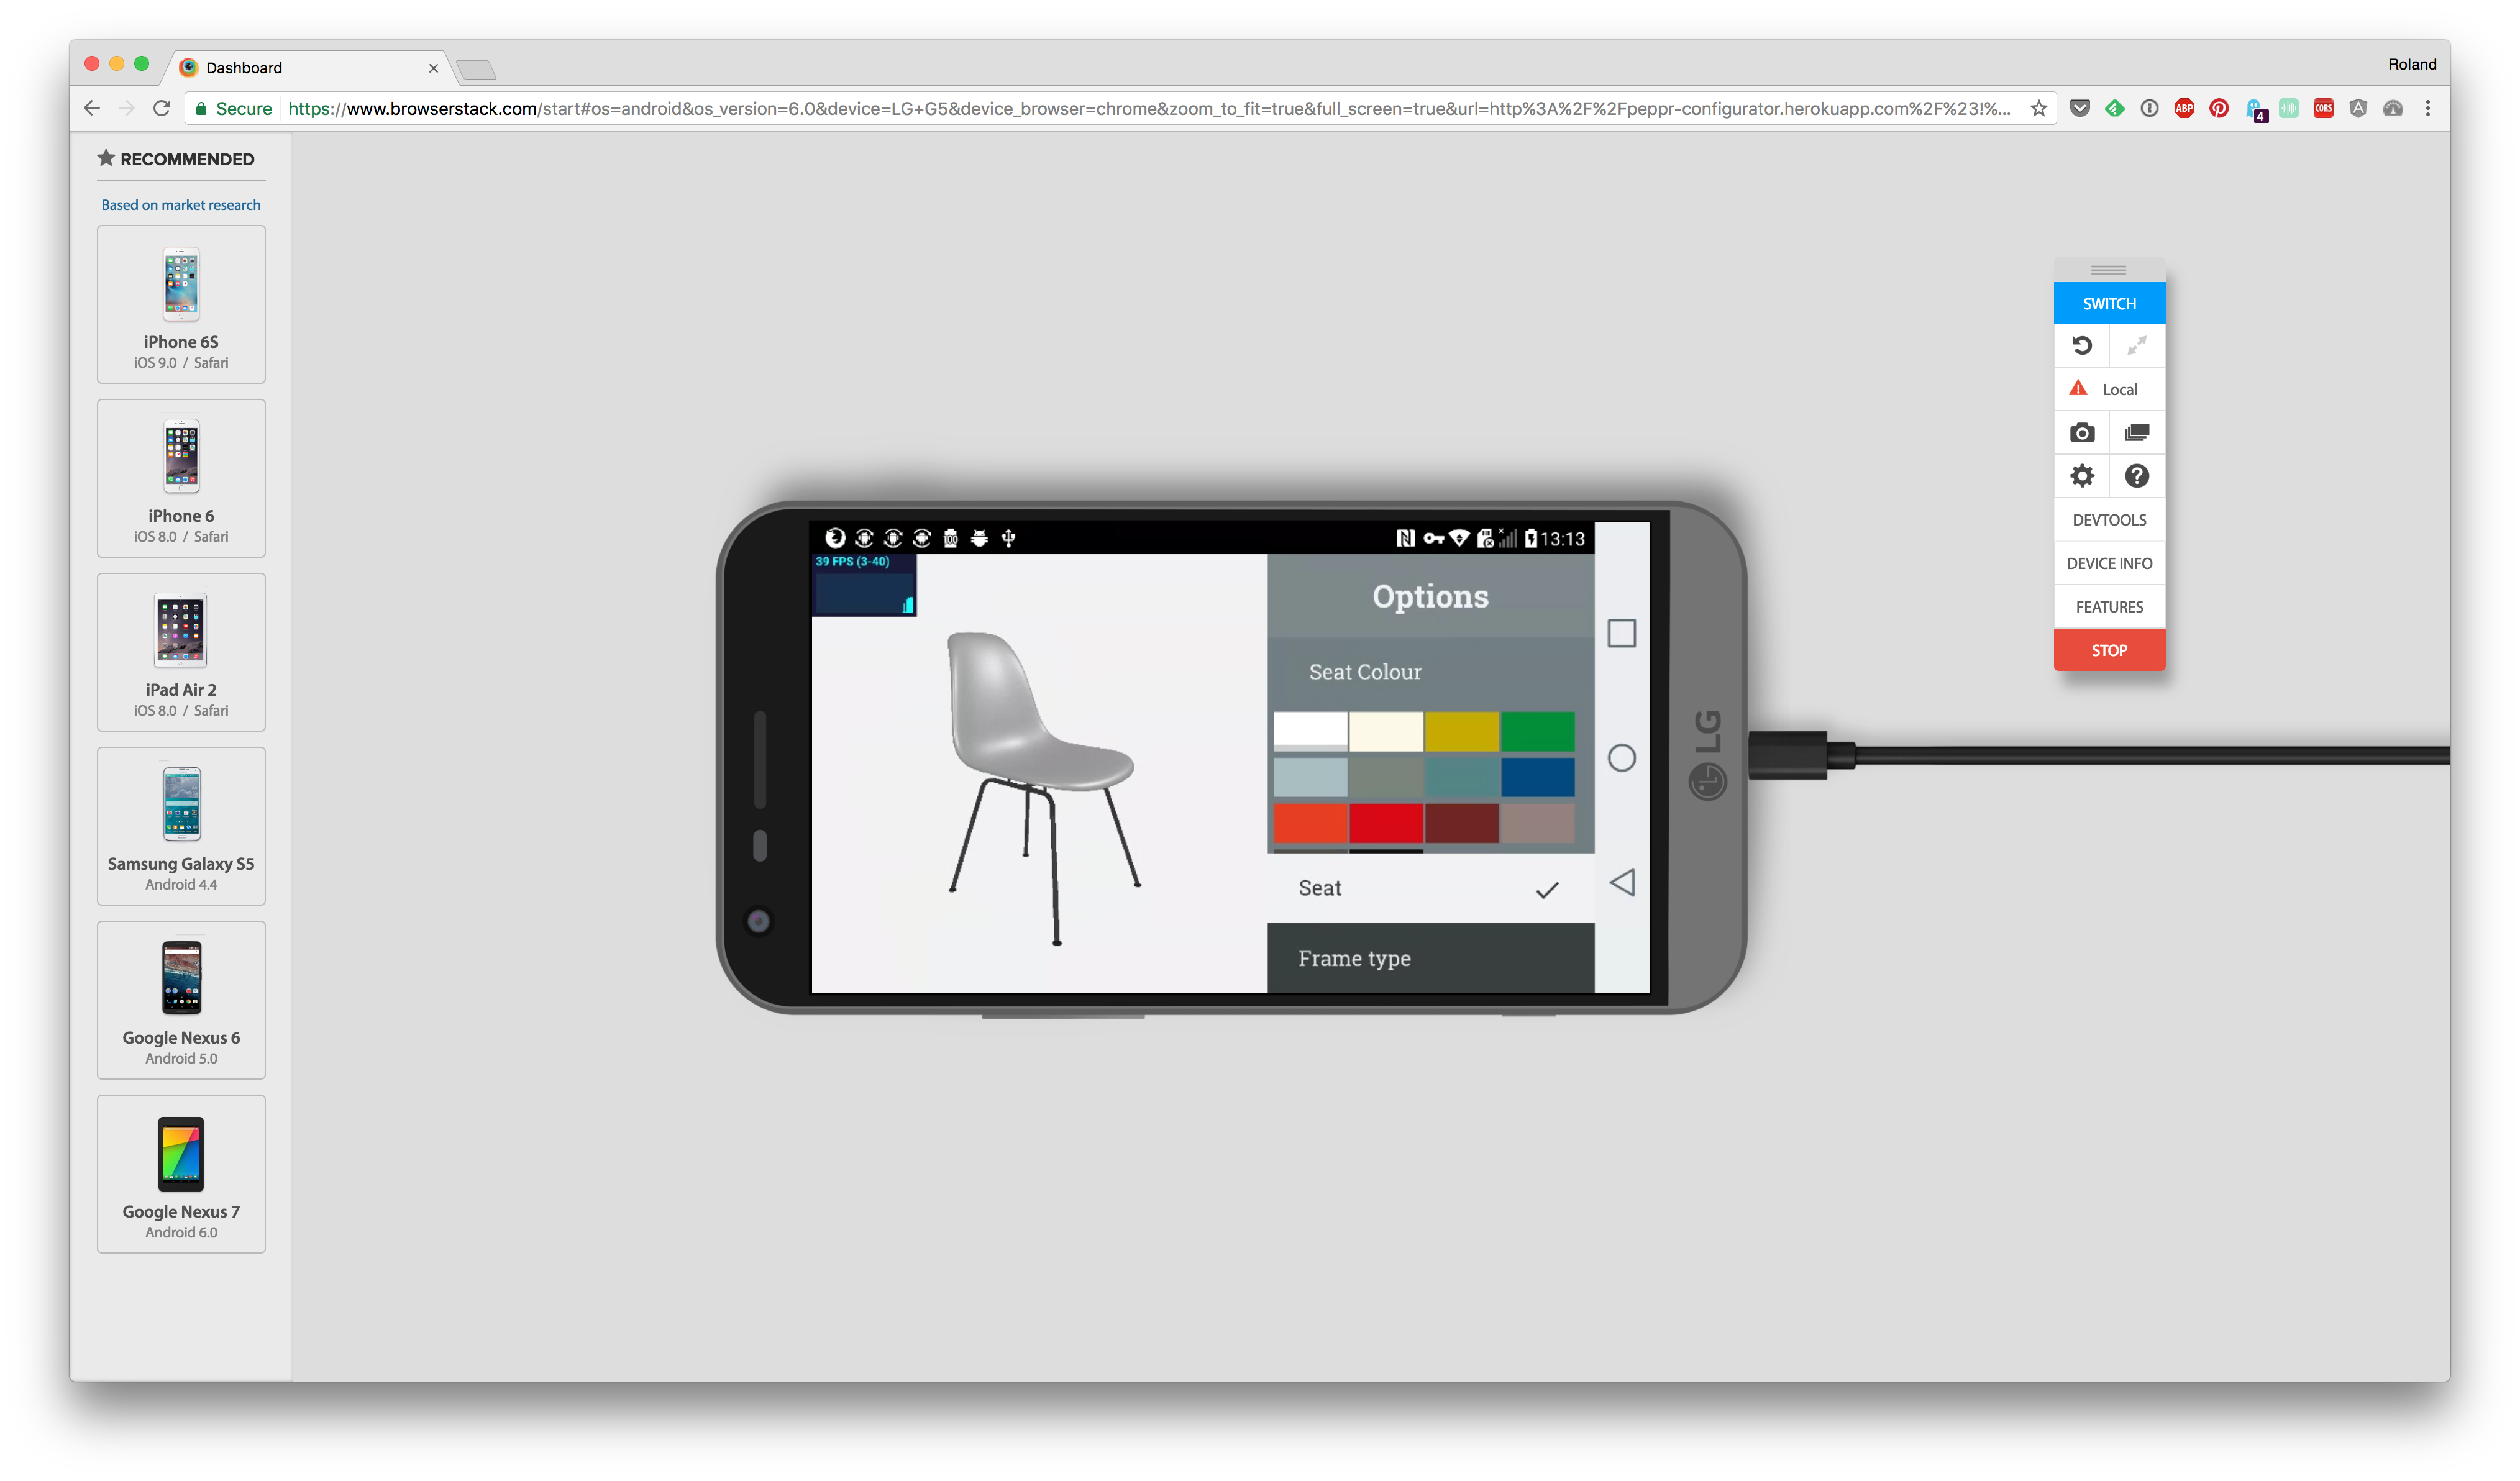 Dashboard
Roland
Secure
https://www.browserstack.com/start#os=android&os_version=6.0&device=LG+G5&device_browser=chrome&zoom_to_fit=true&full_screen=true&url=http%3A%2F%2Fpeppr-configurator.herokuapp.com%2F%23!%...
ABP
4
CORS
RECOMMENDED
Based on market research
iPhone 6S
iOS 9.0 / Safari
iPhone 6
iOS 8.0 / Safari
iPad Air 2
iOS 8.0 / Safari
Samsung Galaxy S5
Android 4.4
Google Nexus 6
Android 5.0
Google Nexus 7
Android 6.0
100
13:13
39 FPS (3-40)
Options
Seat Colour
Seat
Frame type
LG
SWITCH
Local
DEVTOOLS
DEVICE INFO
FEATURES
STOP